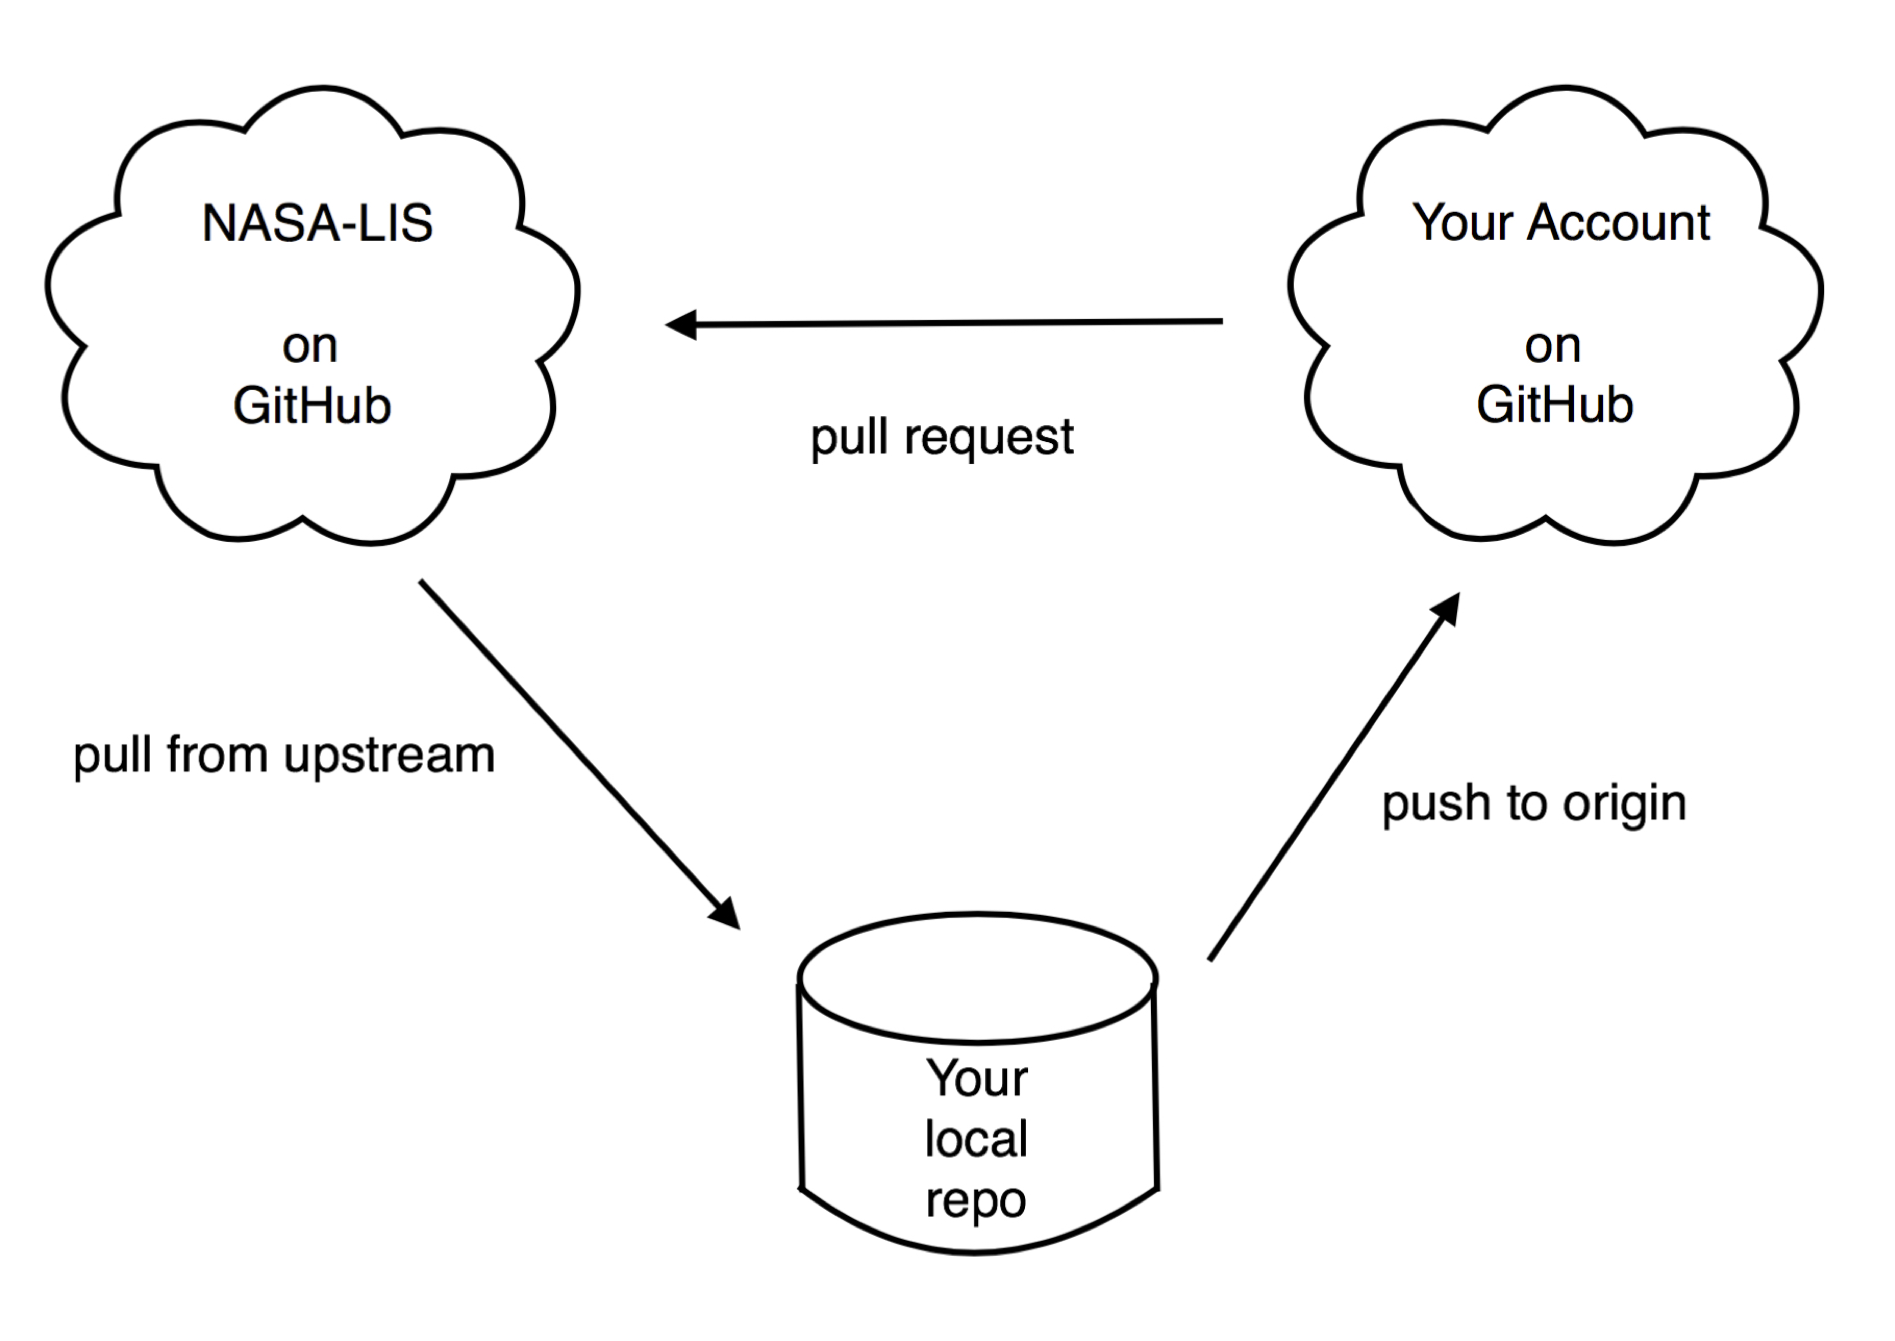 NASA-LIS
on
GitHub
Your Account
on
GitHub
pull request
pull from upstream
push to origin
Your
local
repo